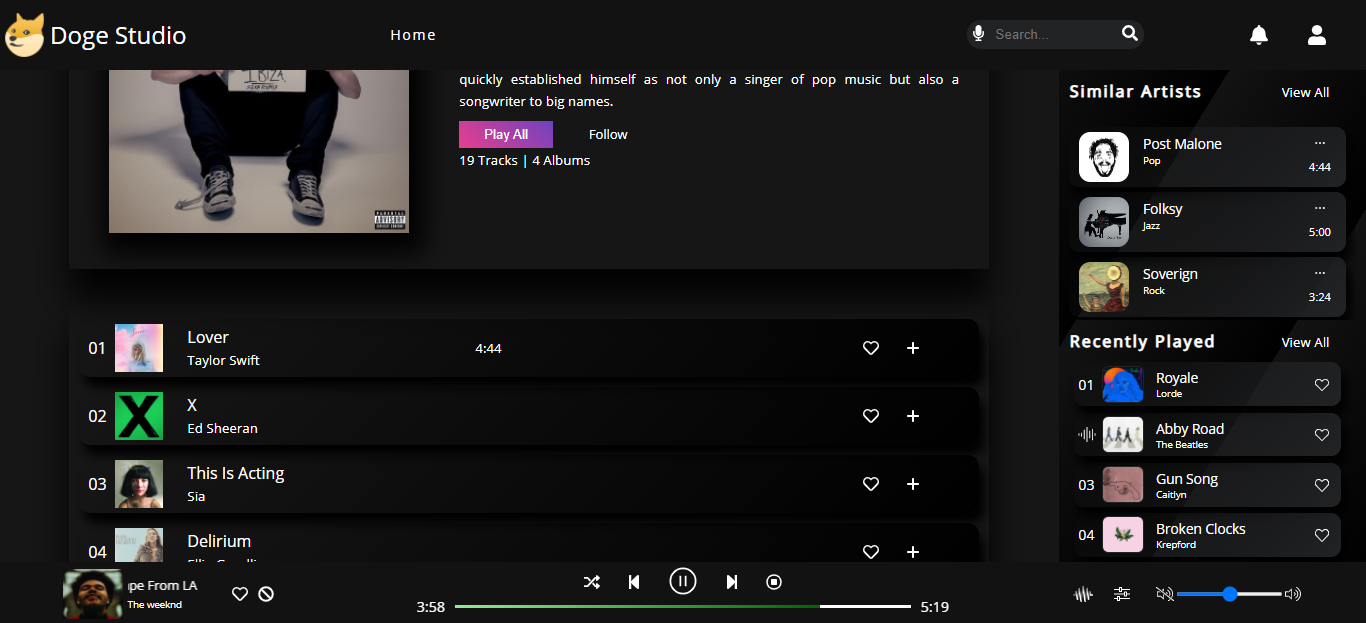 Doge Studio
Home
Search...
quickly established himself as not only a singer of pop music but also a
songwriter to big names.
Play All
Follow
19 Tracks | 4 Albums
IBIZA
PARENTAL
ADVISORY
EXPLICIT CONTENT
01
Lover
Taylor Swift
4:44
02
X
Ed Sheeran
03
This Is Acting
Sia
04
Delirium
Similar Artists
View All
Post Malone
Pop
...
4:44
Folksy
Jazz
...
5:00
Soverign
Rock
...
3:24
Recently Played
View All
01
Royale
Lorde
Abby Road
The Beatles
03
Gun Song
Caitlyn
04
Broken Clocks
Krepford
pe From LA
The weeknd
3:58
5:19